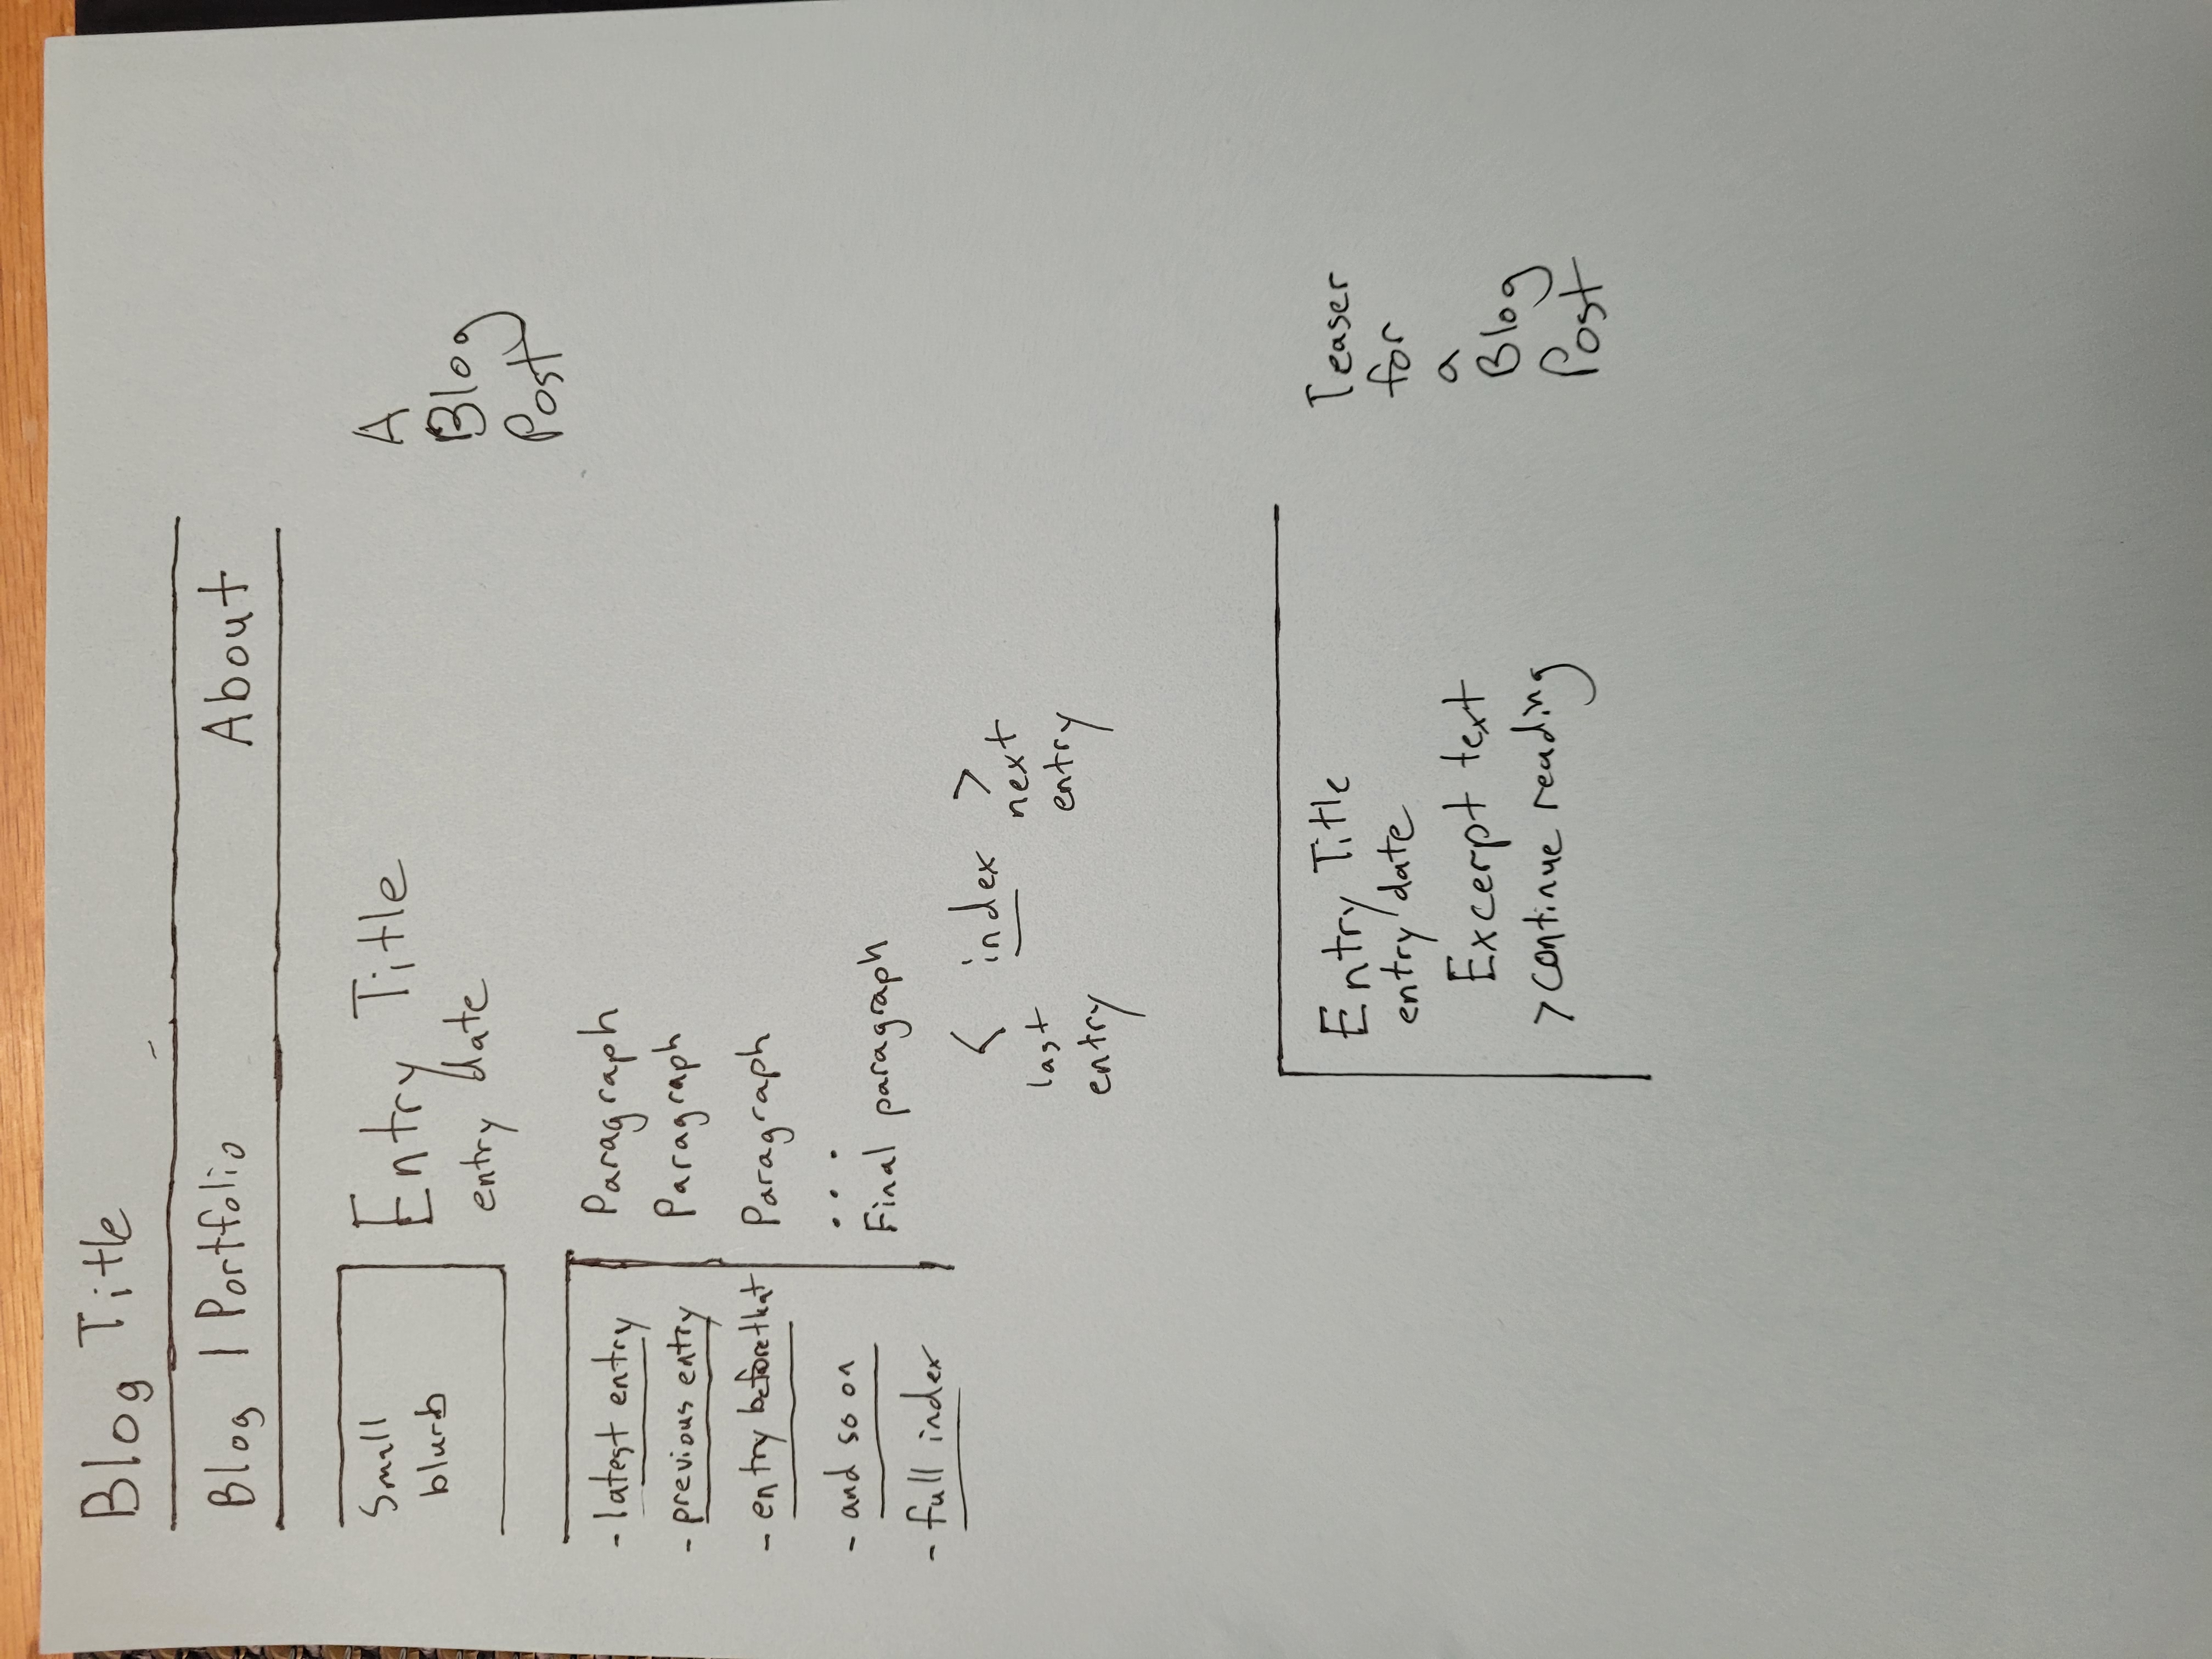 Blog Title
Blog | Portfolio About
Small
blurb
Entry Title
entry date
A
Blog
Post
- latest entry
- previous entry
- entry before that
- and so on
- full index
Paragraph
Paragraph
Paragraph
...
Final paragraph
< index >
last
entry
next
entry
Entry Title
entry date
Excerpt text
> continue reading
Teaser
for
a
Blog
Post